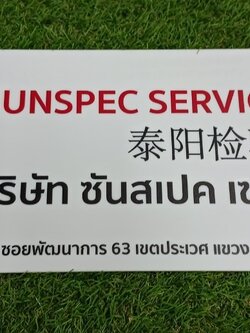 UNSPEC SERVIC
泰阳检
ริษัท ซันสเปค เซ
ซอยพัฒนาการ 63 เขตประเวศ แขวง